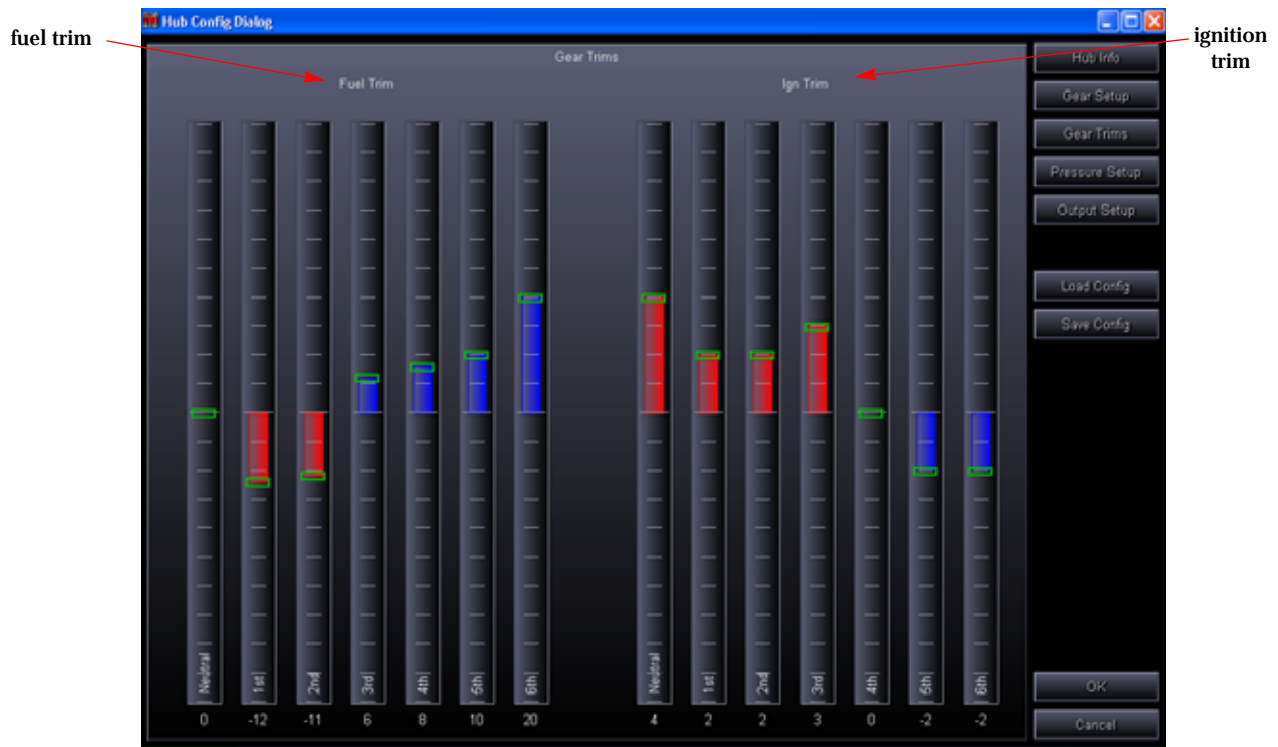 Hub Config Dialog
fuel trim
ignition
trim
Gear Trims
Fuel Trim
Ign Trim
Hub Info
Gear Setup
Gear Trims
Pressure Setup
Output Setup
Load Config
Save Config
Neutral 1st 2nd 3rd 4th 5th 6th
Neutral 1st 2nd 3rd 4th 5th 6th
0 -12 -11 6 8 10 20
4 2 2 3 0 -2 -2
OK
Cancel